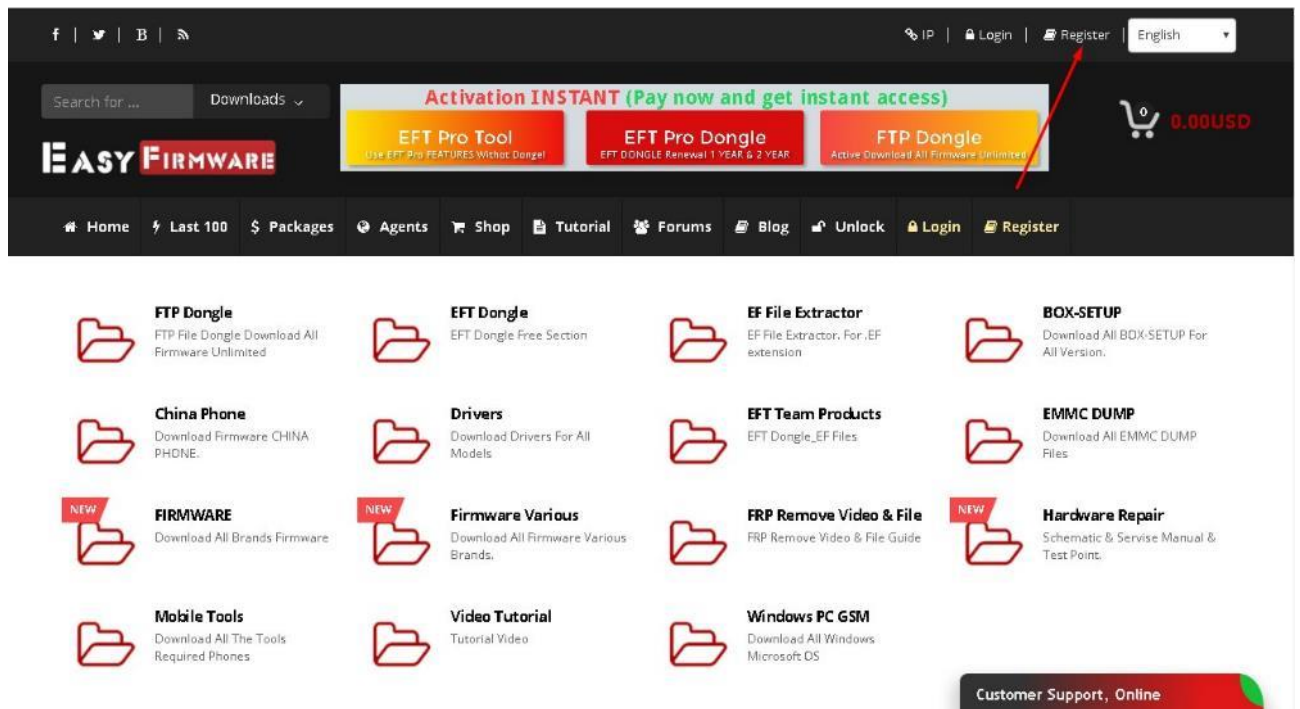 IP | Login | Register | English
Search for ...
Downloads
Activation INSTANT (Pay now and get instant access)
EFT Pro Tool
Use EFT Pro FEATURES Withot Dongel
EFT Pro Dongle
EFT DONGLE Renewal 1 YEAR & 2 YEAR
FTP Dongle
Active Download All Firmware Unlimited
0
0.00USD
EASY FIRMWARE
Home Last 100 Packages Agents Shop Tutorial Forums Blog Unlock Login Register
FTP Dongle
FTP File Dongle Download All
Firmware Unlimited
EFT Dongle
EFT Dongle Free Section
EF File Extractor
EF File Extractor. For .EF
extension
BOX-SETUP
Download All BOX-SETUP For
All Version.
China Phone
Download Firmware CHINA
PHONE.
Drivers
Download Drivers For All
Models
EFT Team Products
EFT Dongle_EF Files
EMMC DUMP
Download All EMMC DUMP
Files
NEW
FIRMWARE
Download All Brands Firmware
NEW
Firmware Various
Download All Firmware Various
Brands.
FRP Remove Video & File
FRP Remove Video & File Guide
NEW
Hardware Repair
Schematic & Servise Manual &
Test Point.
Mobile Tools
Download All The Tools
Required Phones
Video Tutorial
Tutorial Video
Windows PC GSM
Download All Windows
Microsoft OS
Customer Support, Online